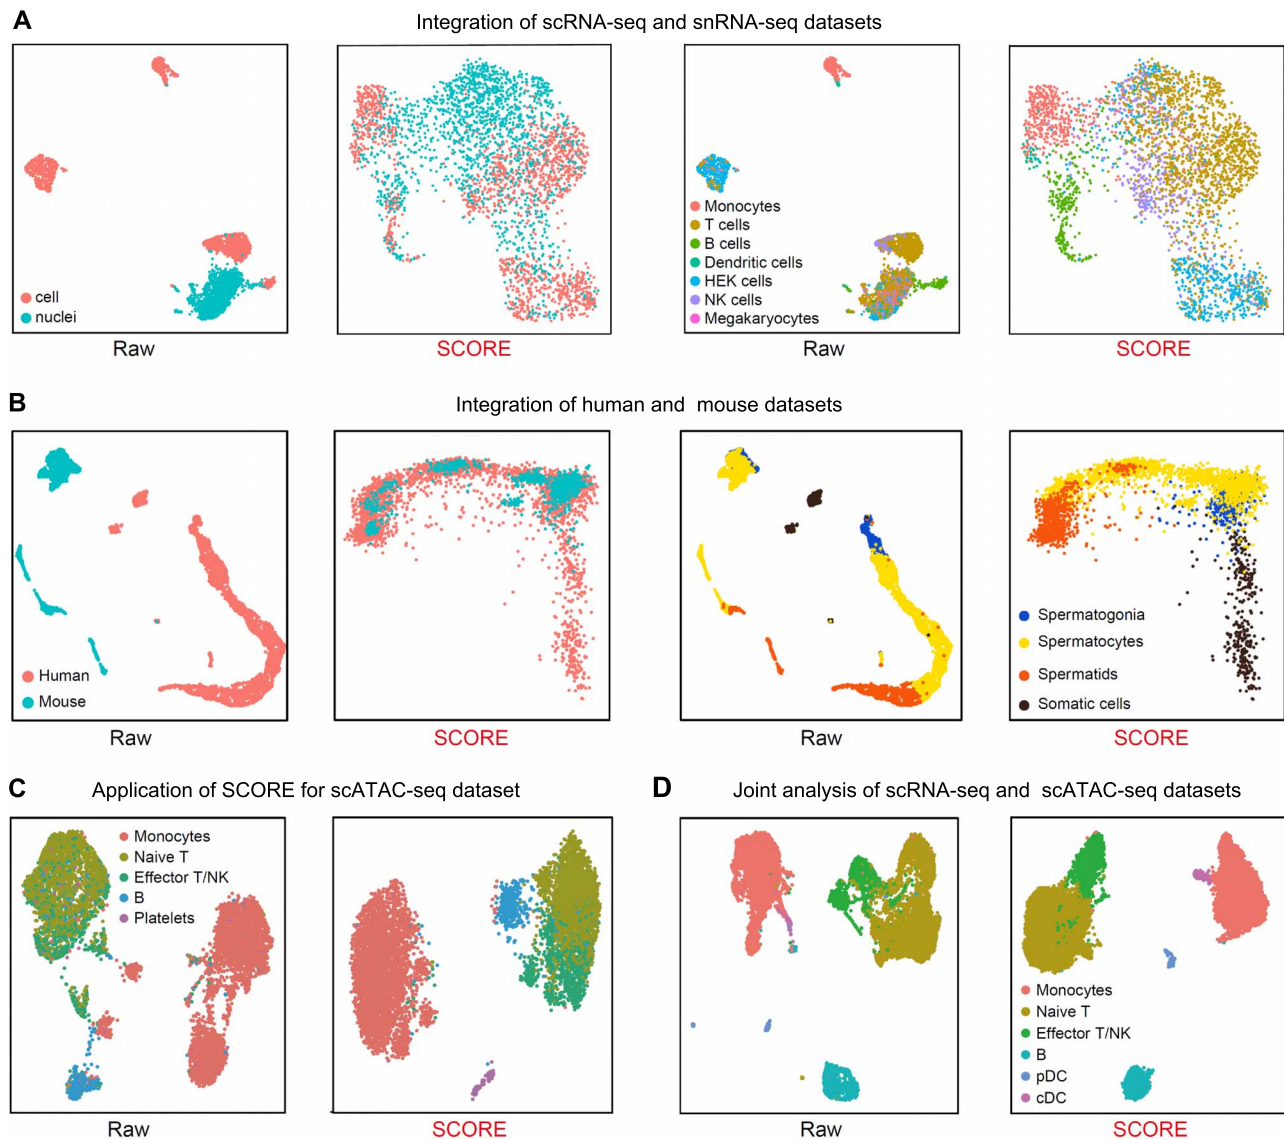 A
Integration of scRNA-seq and snRNA-seq datasets
cell
nuclei
Monocytes
T cells
B cells
Dendritic cells
HEK cells
NK cells
Megakaryocytes
Raw
SCORE
Raw
SCORE
B
Integration of human and mouse datasets
Human
Mouse
Spermatogonia
Spermatocytes
Spermatids
Somatic cells
Raw
SCORE
Raw
SCORE
C
Application of SCORE for scATAC-seq dataset
Monocytes
Naive T
Effector T/NK
B
Platelets
Raw
SCORE
D
Joint analysis of scRNA-seq and scATAC-seq datasets
Monocytes
Naive T
Effector T/NK
B
pDC
cDC
Raw
SCORE